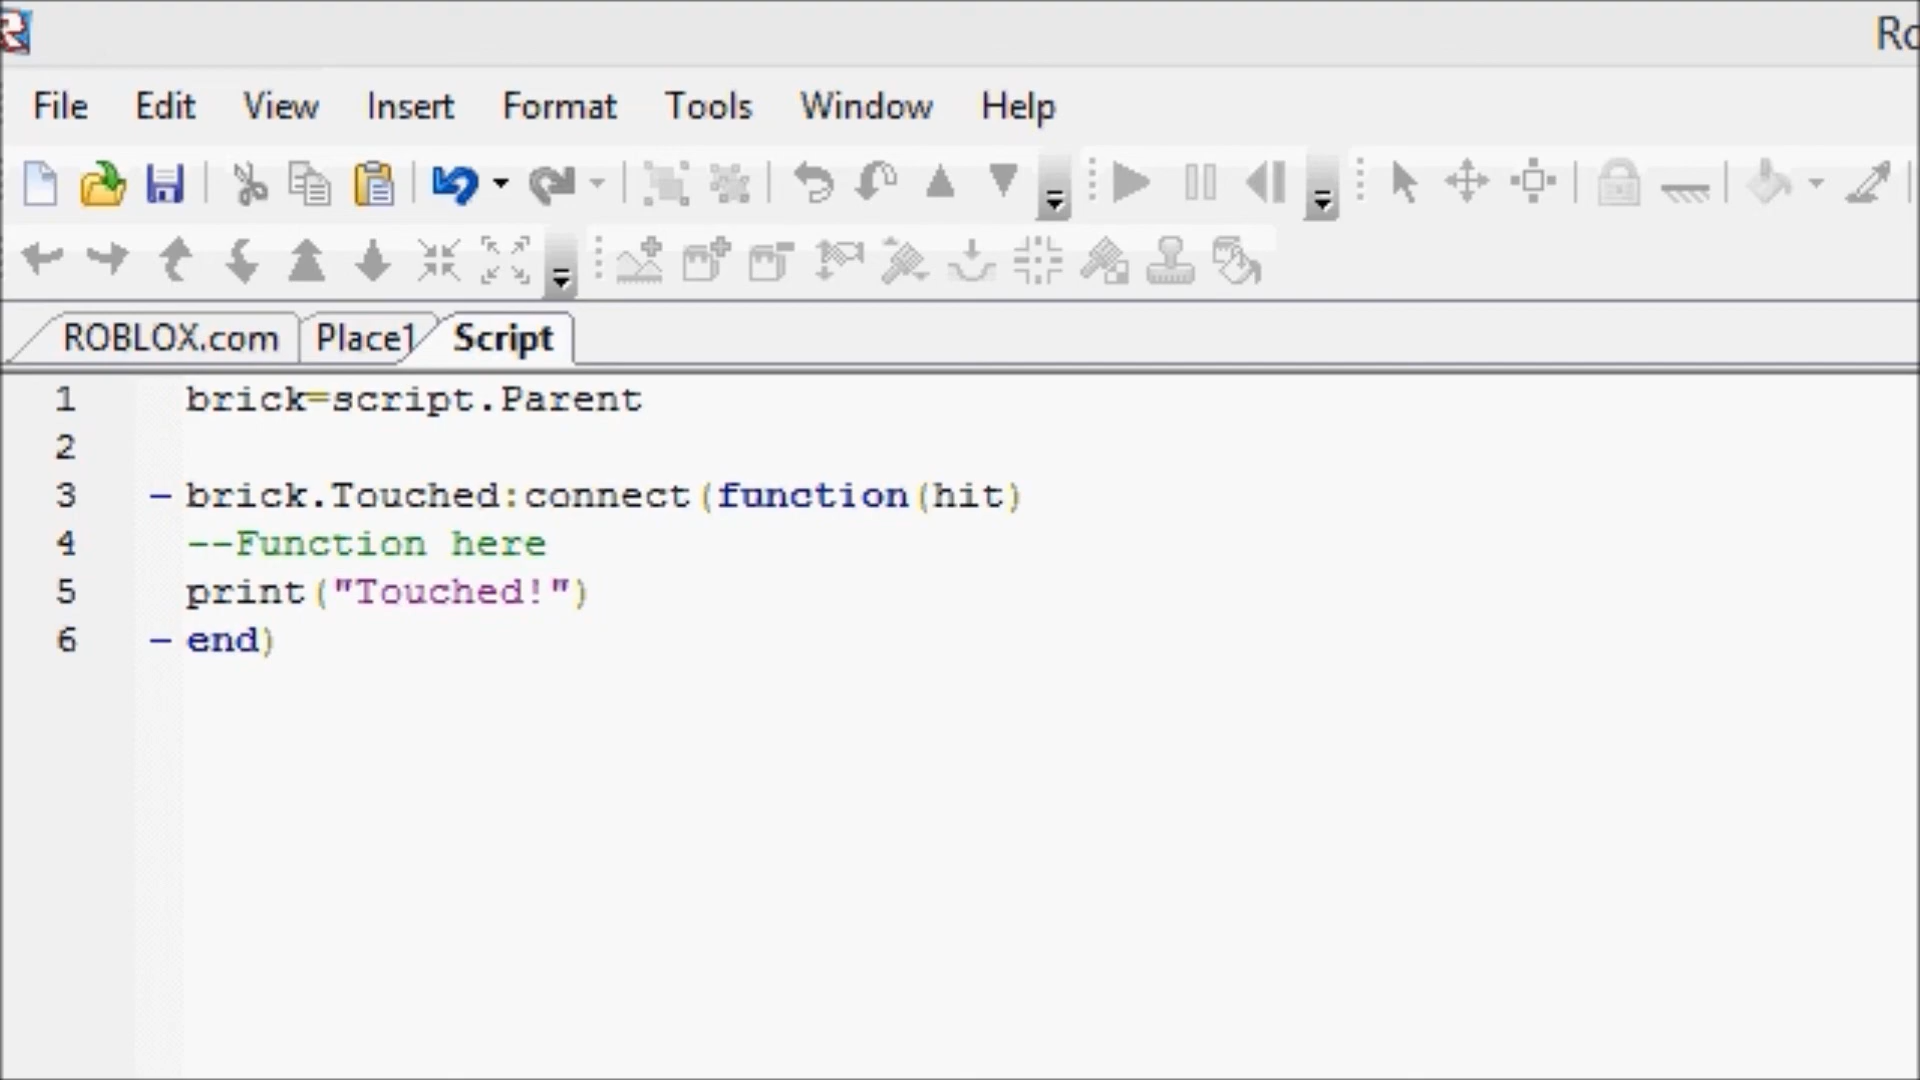 Ro
File Edit View Insert Format Tools Window Help
ROBLOX.com Place1 Script
1 brick=script.Parent
2
3 brick.Touched:connect(function(hit)
4 --Function here
5 print("Touched!")
6 end)